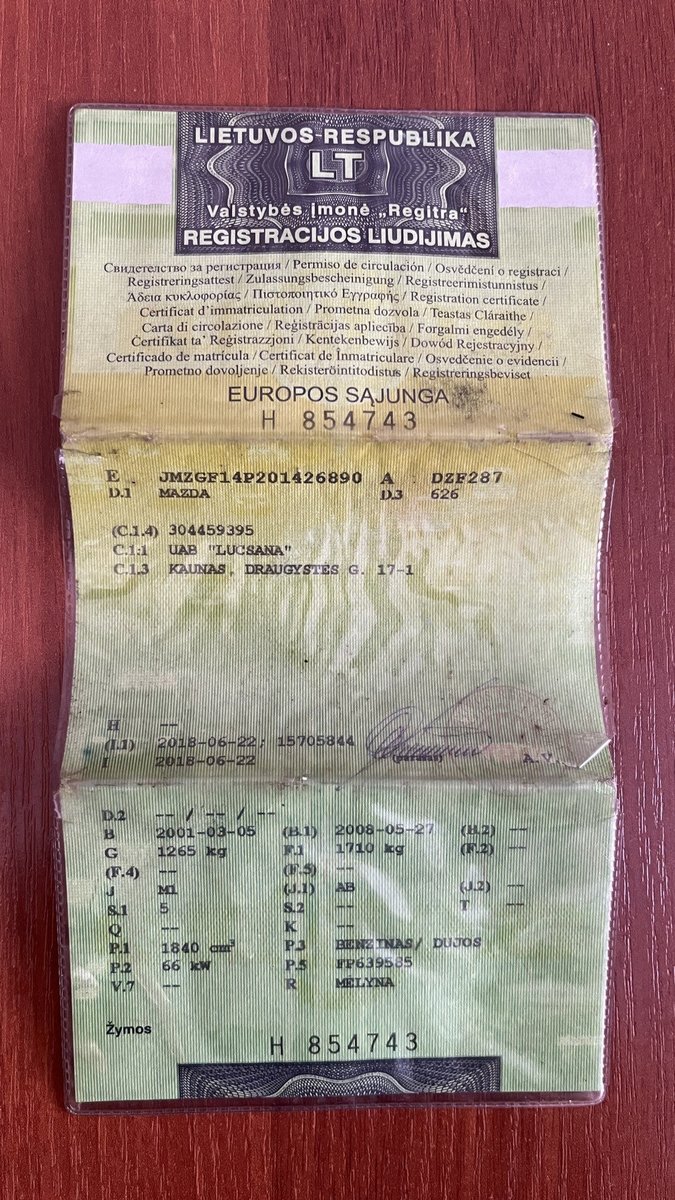 LIETUVOS RESPUBLIKA
LT
Valstybės įmonė „Regitra“
REGISTRACIJOS LIUDIJIMAS
Свидетелство за регистрация / Permiso de circulación / Osvědčení o registraci /
Registreringsattest / Zulassungsbescheinigung / Registreerimistunnistus /
Άδεια κυκλοφορίας / Πιστοποιητικό Εγγραφής / Registration certificate /
Certificat d'immatriculation / Prometna dozvola / Teastas Cláraithe /
Carta di circolazione / Reģistrācijas apliecība / Forgalmi engedély /
Ċertifikat ta' Reġistrazzjoni / Kentekenbewijs / Dowód Rejestracyjny /
Certificado de matrícula / Certificat de Înmatriculare / Osvedčenie o evidencii /
Prometno dovoljenje / Rekisteröintitodistus / Registreringsbeviset
EUROPOS SĄJUNGA
H 854743
E JMZGF14P201426890 A DZF287
D.1 MAZDA D.3 626
(C.1.4) 304459395
C.1.1 UAB "LUCSANA"
C.1.3 KAUNAS, DRAUGYSTĖS G. 17-1
H --
(I.1) 2018-06-22; 15705844
I 2018-06-22 (parašas) A.V.
D.2 -- / -- / --
B 2001-03-05 (B.1) 2008-05-27 (B.2) --
G 1265 kg F.1 1710 kg (F.2) --
(F.4) -- (F.5) --
J M1 (J.1) AB (J.2) --
S.1 5 S.2 -- T --
Q -- K --
P.1 1840 cm³ P.3 BENZINAS/ DUJOS
P.2 66 kW P.5 FP639585
V.7 -- R MĖLYNA
Žymos
H 854743